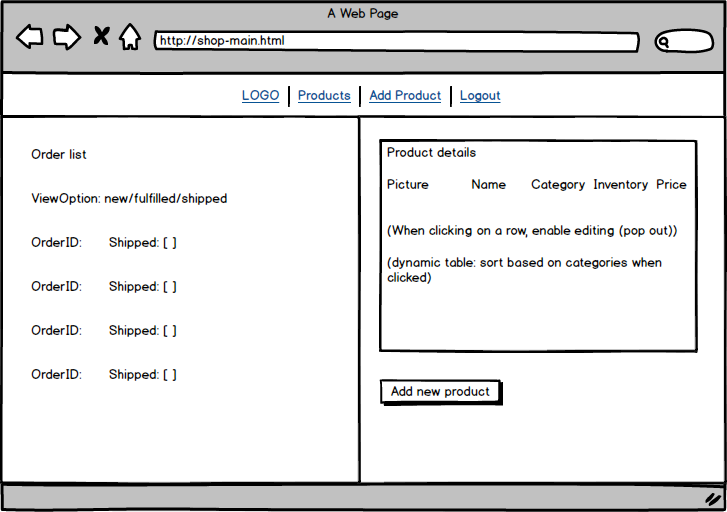 A Web Page
http://shop-main.html
LOGO Products Add Product Logout
Order list
ViewOption: new/fulfilled/shipped
OrderID: Shipped: [ ]
OrderID: Shipped: [ ]
OrderID: Shipped: [ ]
OrderID: Shipped: [ ]
Product details
Picture Name Category Inventory Price
(When clicking on a row, enable editing (pop out))
(dynamic table: sort based on categories when
clicked)
Add new product